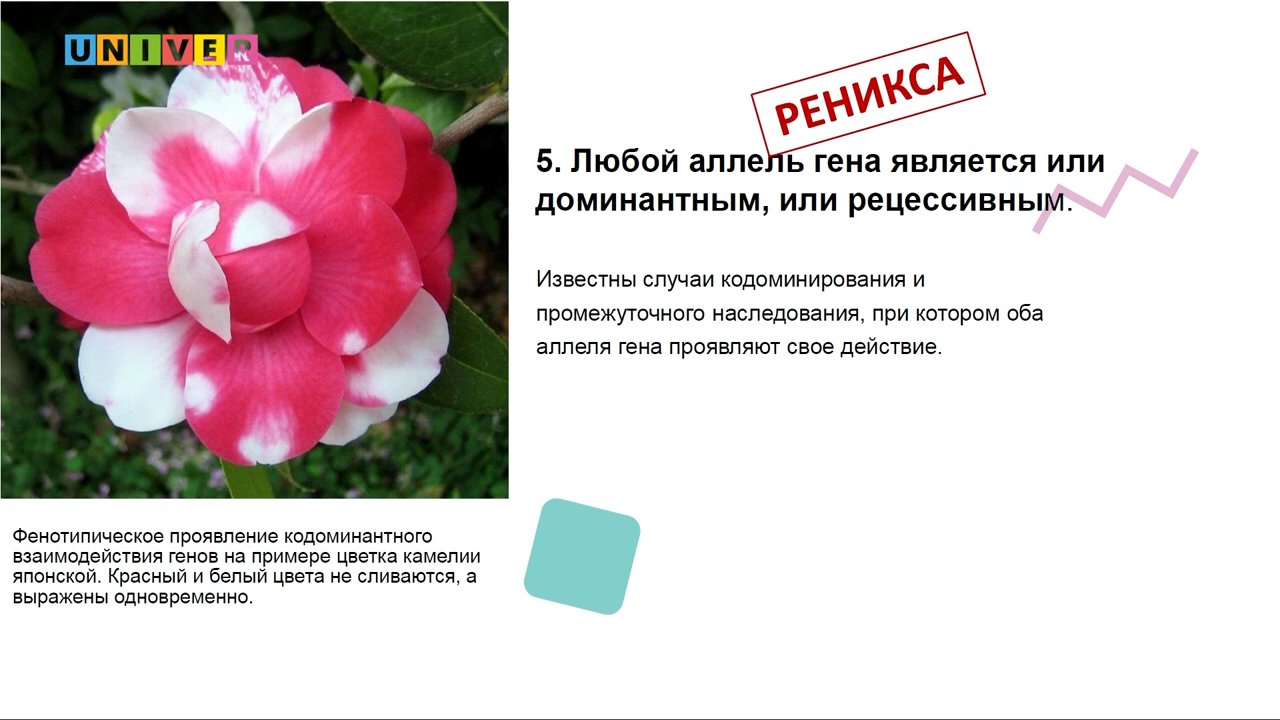 UNIVER
РЕНИКСА
5. Любой аллель гена является или
доминантным, или рецессивным.
Известны случаи кодоминирования и
промежуточного наследования, при котором оба
аллеля гена проявляют свое действие.
Фенотипическое проявление кодоминантного
взаимодействия генов на примере цветка камелии
японской. Красный и белый цвета не сливаются, а
выражены одновременно.